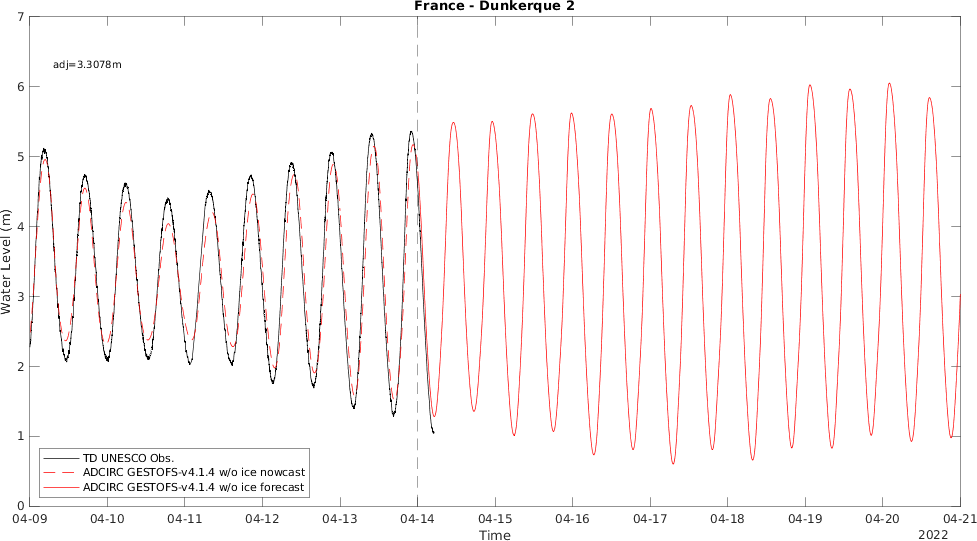 France - Dunkerque 2
adj=3.3078m
7
6
5
4
3
2
1
0
Water Level (m)
TD UNESCO Obs.
ADCIRC GESTOFS-v4.1.4 w/o ice nowcast
ADCIRC GESTOFS-v4.1.4 w/o ice forecast
04-09 04-10 04-11 04-12 04-13 04-14 04-15 04-16 04-17 04-18 04-19 04-20 04-21
Time
2022